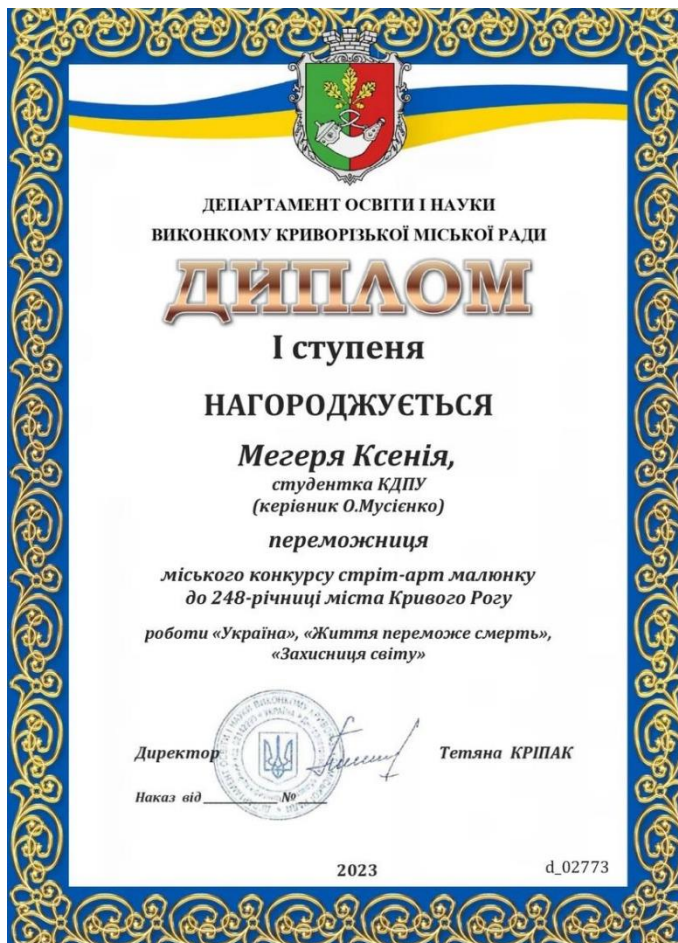 ДЕПАРТАМЕНТ ОСВІТИ І НАУКИ
ВИКОНКОМУ КРИВОРІЗЬКОЇ МІСЬКОЇ РАДИ
ДИПЛОМ
І ступеня
НАГОРОДЖУЄТЬСЯ
Мегеря Ксенія,
студентка КДПУ
(керівник О.Мусієнко)
переможниця
міського конкурсу стріт-арт малюнку
до 248-річниці міста Кривого Рогу
роботи «Україна», «Життя переможе смерть»,
«Захисниця світу»
Директор Тетяна КРІПАК
Наказ від __________ №____
2023 d_02773